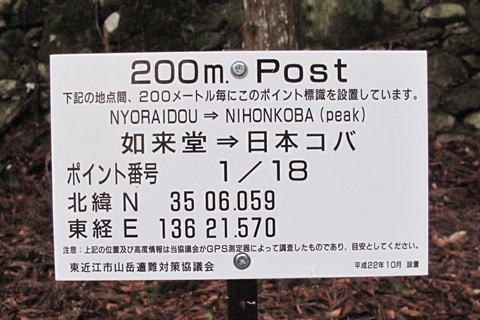 200m. Post
下記の地点間、200メートル毎にこのポイント標識を設置しています。
NYORAIDOU ⇒ NIHONKOBA (peak)
如来堂 ⇒ 日本コバ
ポイント番号 1／18
北緯 N 35 06.059
東経 E 136 21.570
注意：上記の位置及び高度情報は当協議会がGPS測定器によって調査したものであり、目安としてください。
東近江市山岳遭難対策協議会 平成22年10月 設置